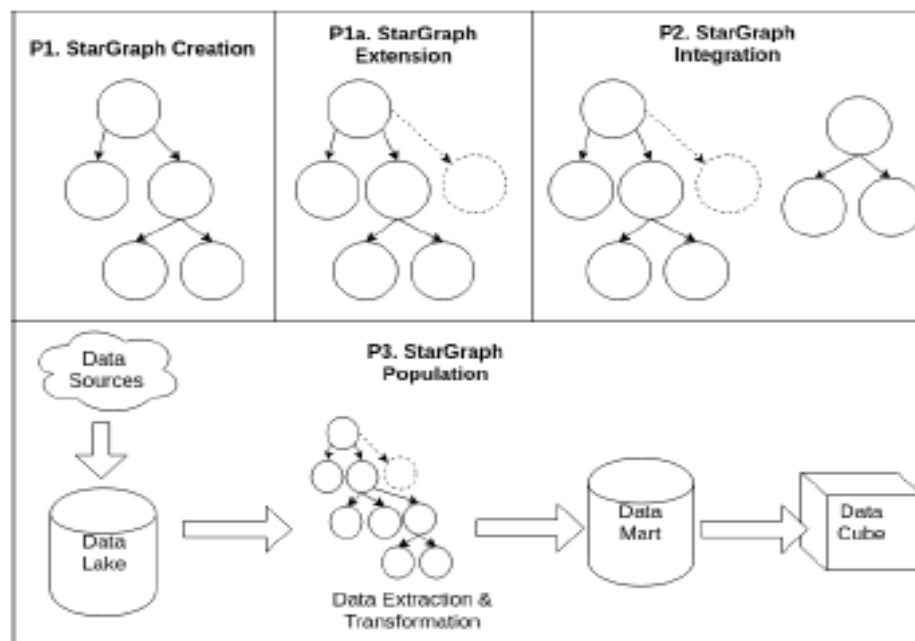 P1. StarGraph Creation
P1a. StarGraph
Extension
P2. StarGraph
Integration
Data
Sources
P3. StarGraph
Population
Data
Lake
Data Extraction &
Transformation
Data
Mart
Data
Cube